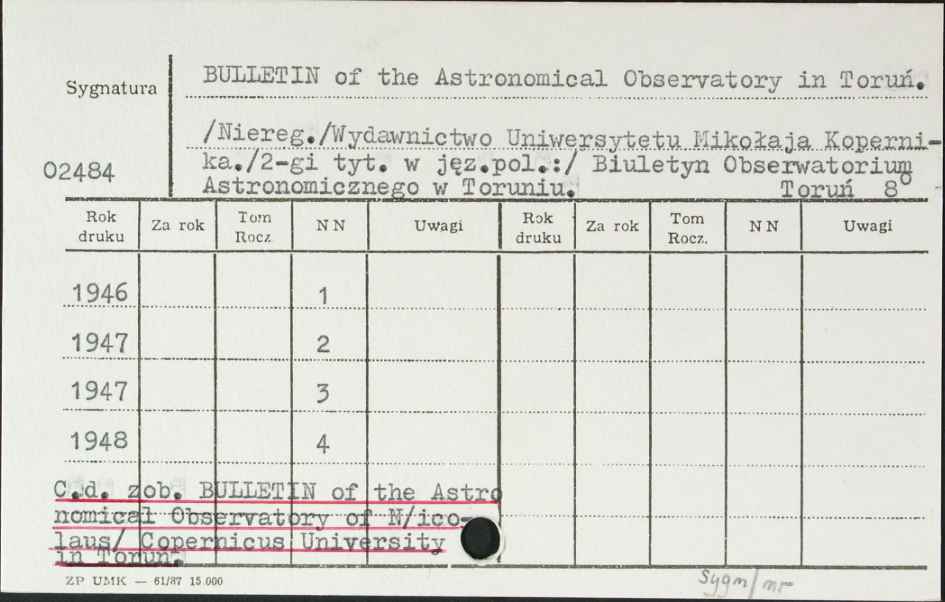 Sygnatura
BULLETIN of the Astronomical Observatory in Toruń.
/Niereg./Wydawnictwo Uniwersytetu Mikołaja Koperni-
02484
ka./2-gi tyt. w jęz.pol.:/ Biuletyn Obserwatorium
Astronomicznego w Toruniu. Toruń 8°
Rok druku Za rok Tom Rocz. N N Uwagi Rok druku Za rok Tom Rocz. N N Uwagi
1946 1
1947 2
1947 3
1948 4
C.d. zob. BULLETIN of the Astro
nomical Observatory of N/ico-
laus/ Copernicus University
in Toruń.
ZP UMK — 61/87 15.000
Sygn/nr